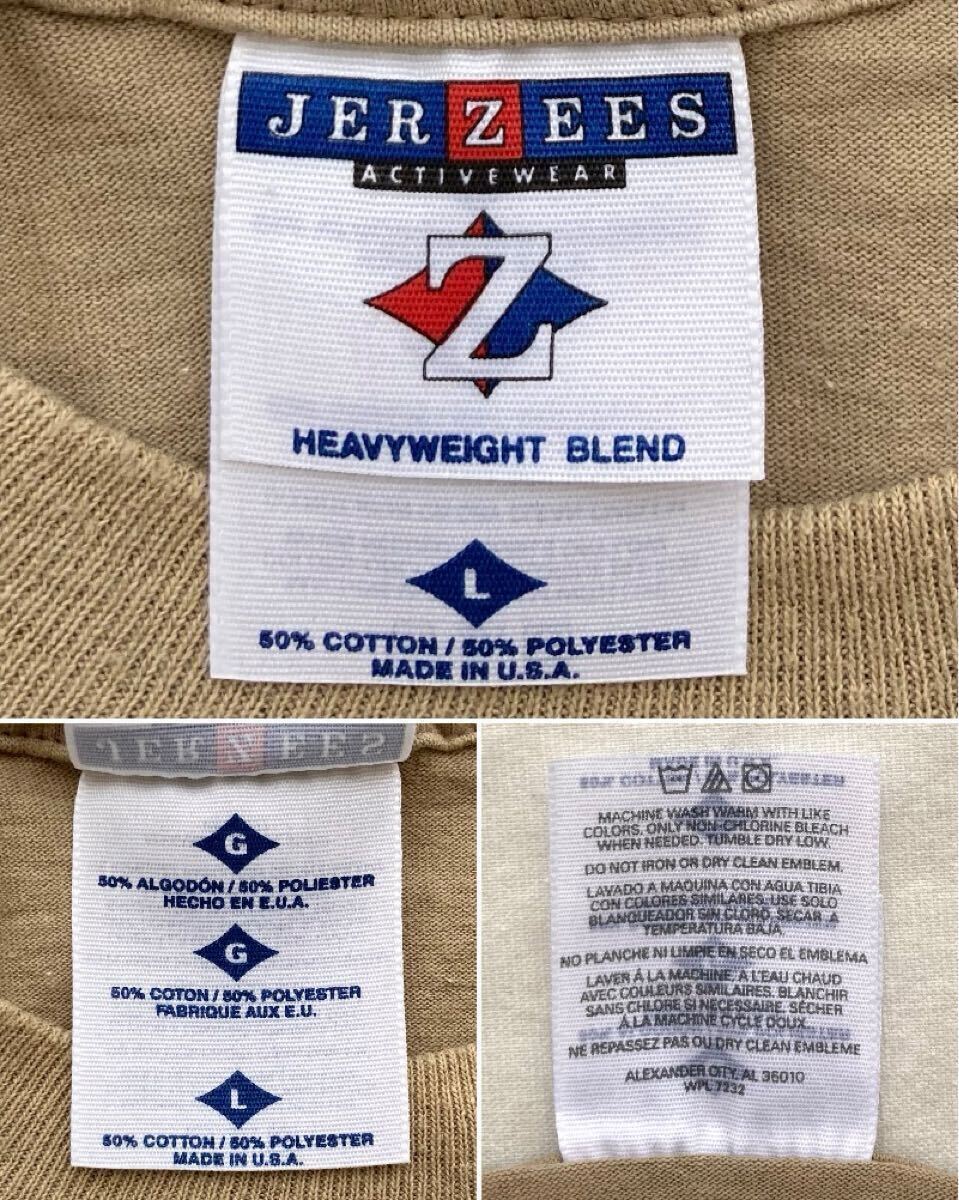 JERZEES
ACTIVEWEAR
Z
HEAVYWEIGHT BLEND
L
50% COTTON / 50% POLYESTER
MADE IN U.S.A.
JERZEES
G
50% ALGODÓN / 50% POLIESTER
HECHO EN E.U.A.
G
50% COTON / 50% POLYESTER
FABRIQUE AUX E.U.
L
50% COTTON / 50% POLYESTER
MADE IN U.S.A.
MACHINE WASH WARM WITH LIKE
COLORS. ONLY NON-CHLORINE BLEACH
WHEN NEEDED. TUMBLE DRY LOW.
DO NOT IRON OR DRY CLEAN EMBLEM.
LAVADO A MAQUINA CON AGUA TIBIA
CON COLORES SIMILARES. USE SOLO
BLANQUEADOR SIN CLORO. SECAR A
TEMPERATURA BAJA.
NO PLANCHE NI LIMPIE EN SECO EL EMBLEMA
LAVER Á LA MACHINE, A L'EAU CHAUD
AVEC COULEURS SIMILAIRES. BLANCHIR
SANS CHLORE SI NECESSAIRE. SÉCHER
Á LA MACHINE CYCLE DOUX.
NE REPASSEZ PAS OU DRY CLEAN EMBLEME
ALEXANDER CITY, AL 35010
WPL 7232